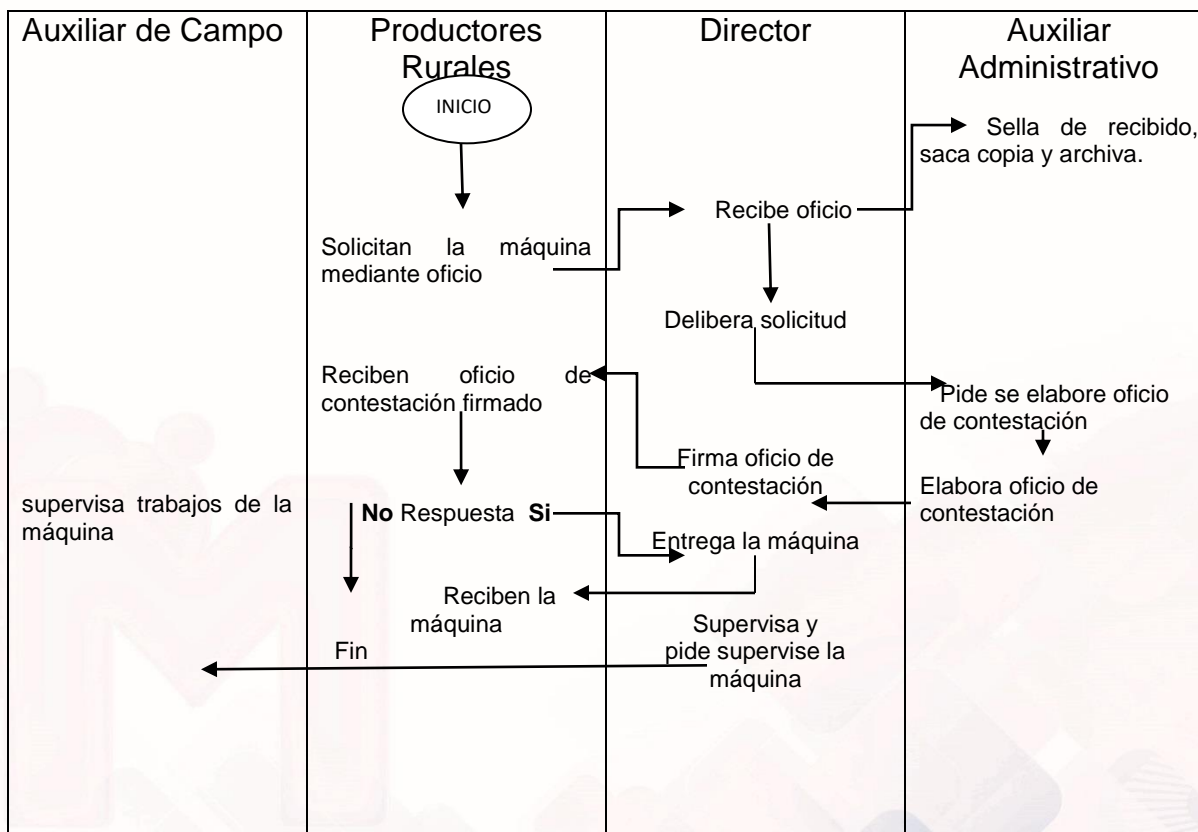 Auxiliar de Campo
Productores
Rurales
Director
Auxiliar
Administrativo
INICIO
Sella de recibido,
saca copia y archiva.
Recibe oficio
Solicitan la máquina
mediante oficio
Delibera solicitud
Reciben oficio de
contestación firmado
Pide se elabore oficio
de contestación
Firma oficio de
contestación
Elabora oficio de
contestación
supervisa trabajos de la
máquina
No Respuesta Si
Entrega la máquina
Reciben la
máquina
Supervisa y
pide supervise la
máquina
Fin